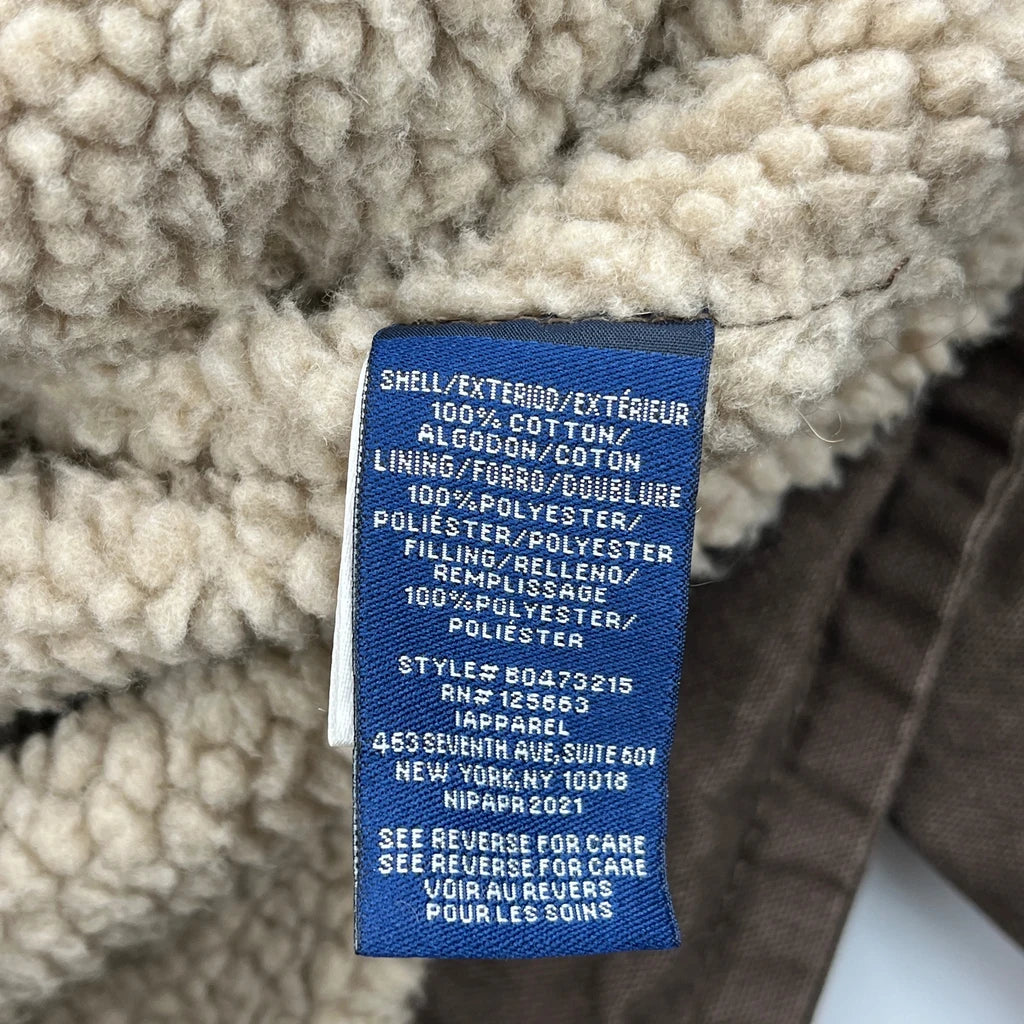 SHELL/EXTERIOD/EXTÉRIEUR
100% COTTON/
ALGODON/COTON
LINING/FORRO/DOUBLURE
100%POLYESTER/
POLIÉSTER/POLYESTER
FILLING/RELLENO/
REMPLISSAGE
100%POLYESTER/
POLIÉSTER
STYLE# B0473215
RN# 125663
IAPPAREL
463 SEVENTH AVE,SUITE 601
NEW YORK,NY 10018
NIPAPR 2021
SEE REVERSE FOR CARE
SEE REVERSE FOR CARE
VOIR AU REVERS
POUR LES SOINS